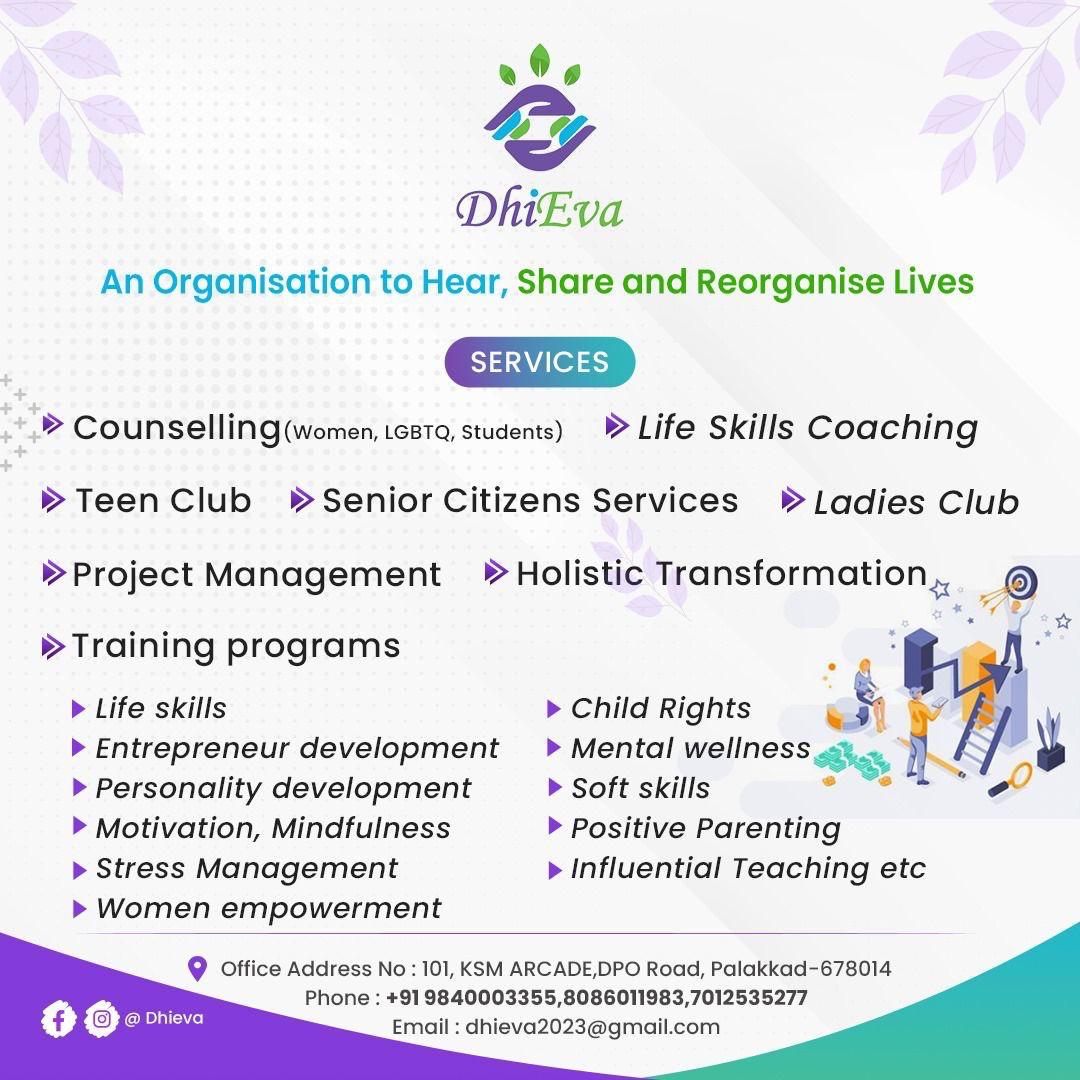 DhiEva
An Organisation to Hear, Share and Reorganise Lives
SERVICES
Counselling(Women, LGBTQ, Students) Life Skills Coaching
Teen Club Senior Citizens Services Ladies Club
Project Management Holistic Transformation
Training programs
Life skills
Entrepreneur development
Personality development
Motivation, Mindfulness
Stress Management
Women empowerment
Child Rights
Mental wellness
Soft skills
Positive Parenting
Influential Teaching etc
Office Address No : 101, KSM ARCADE,DPO Road, Palakkad-678014
Phone : +91 9840003355,8086011983,7012535277
Email : dhieva2023@gmail.com
@ Dhieva